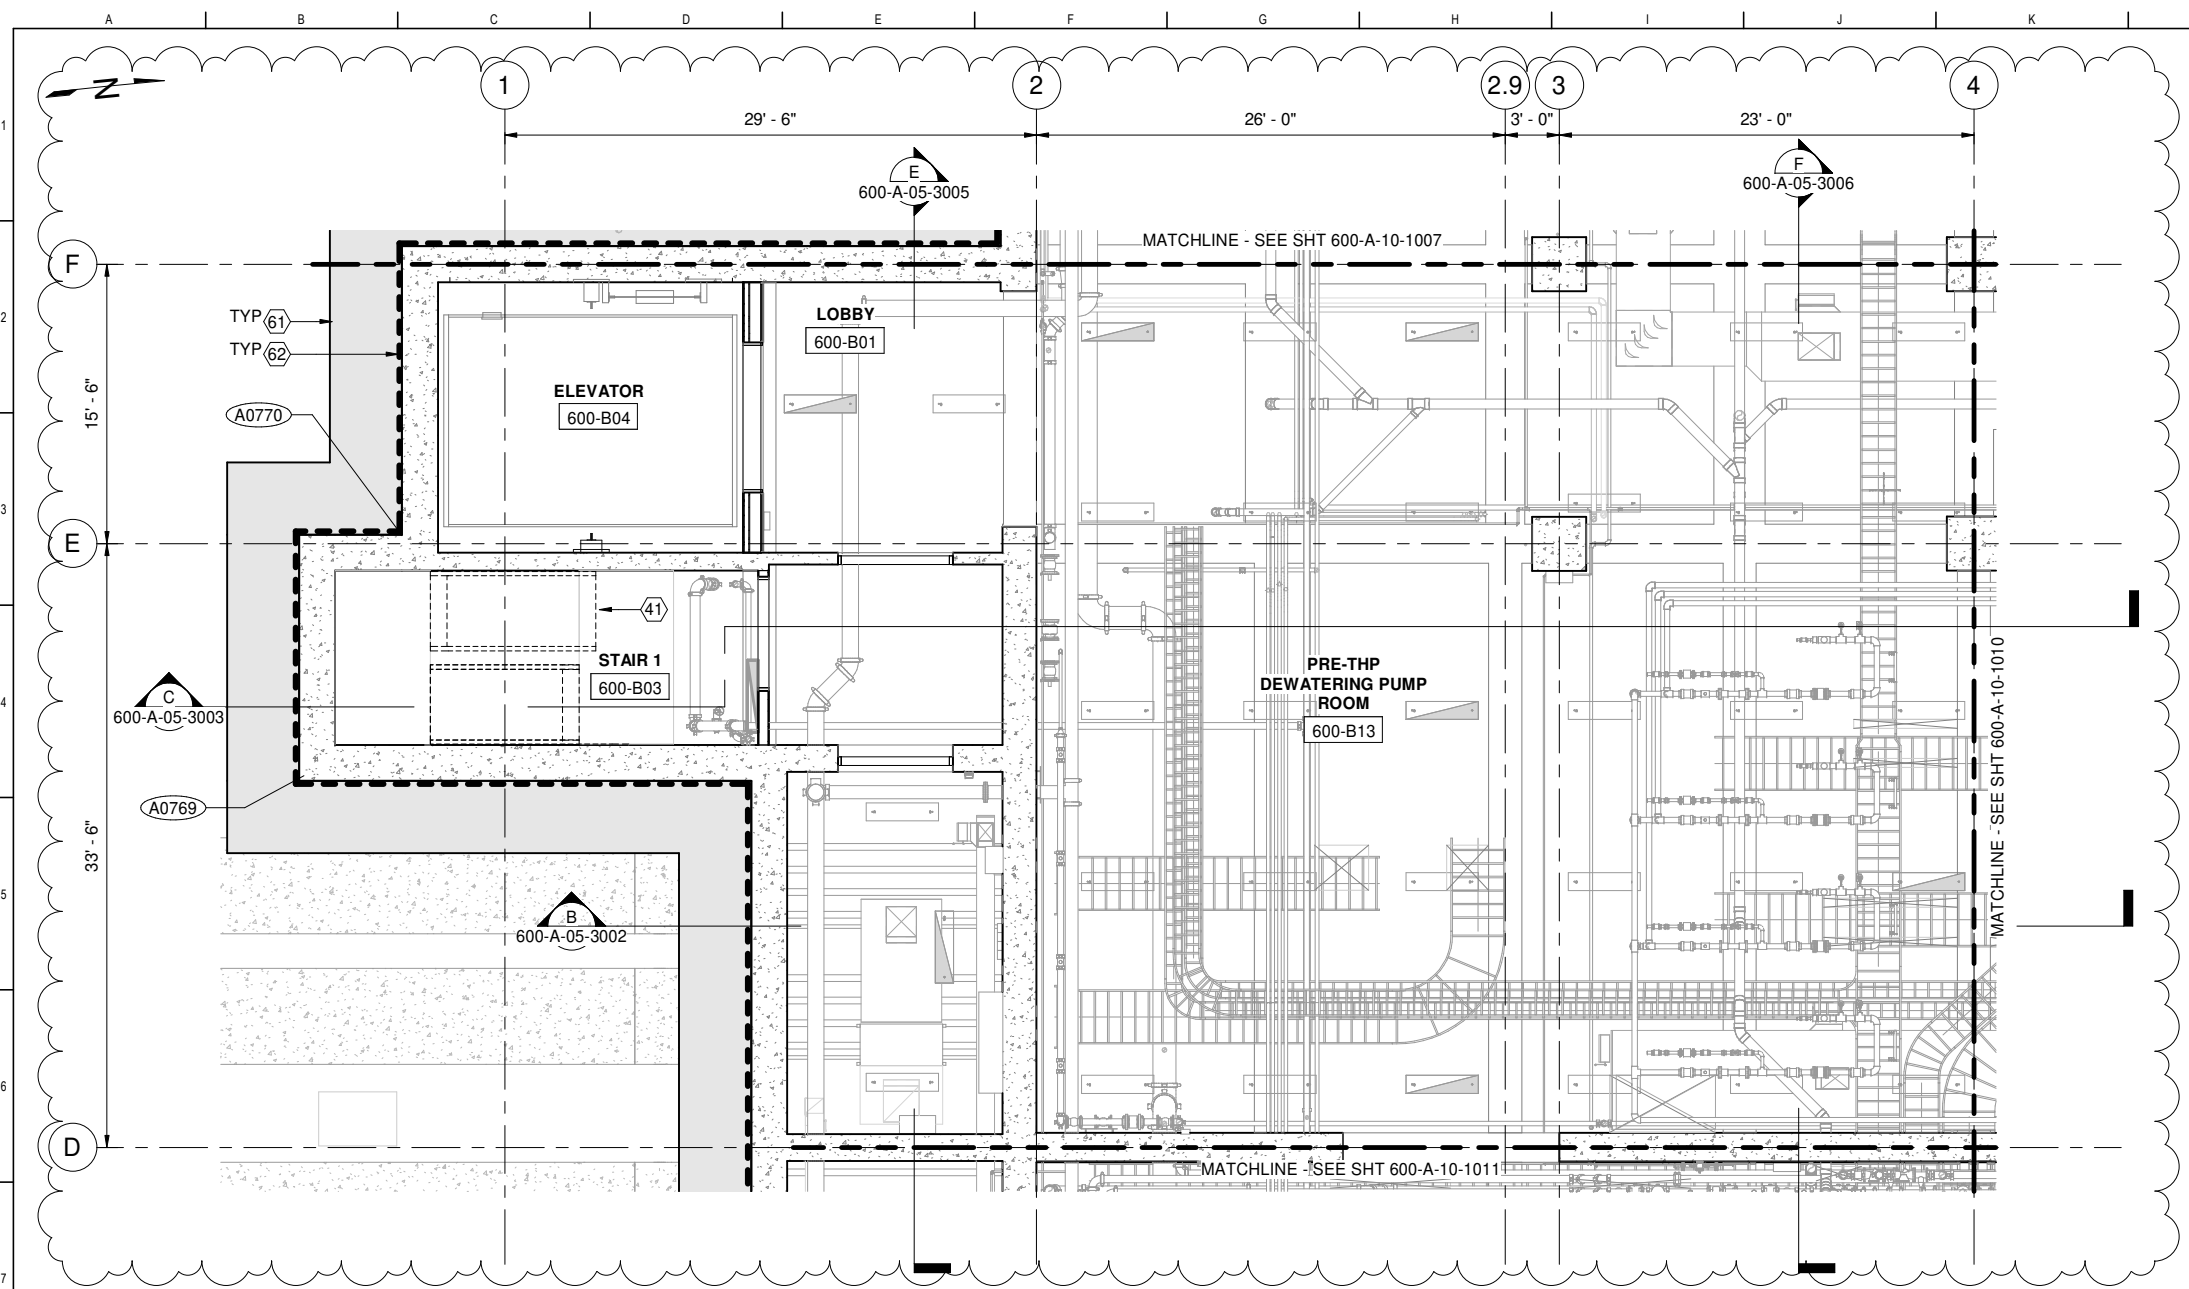 A B C D E F G H I J K
1 2 2.9 3 4
29' - 6" 26' - 0" 3' - 0" 23' - 0"
1
E
600-A-05-3005
F
600-A-05-3006
MATCHLINE - SEE SHT 600-A-10-1007
F
N
2
TYP 61
TYP 62
LOBBY
600-B01
15' - 6"
A0770
ELEVATOR
600-B04
3
E
41
STAIR 1
600-B03
PRE-THP
DEWATERING PUMP
ROOM
600-B13
4
C
600-A-05-3003
MATCHLINE - SEE SHT 600-A-10-1010
A0769
33' - 6"
5
B
600-A-05-3002
6
D
MATCHLINE - SEE SHT 600-A-10-1011
7